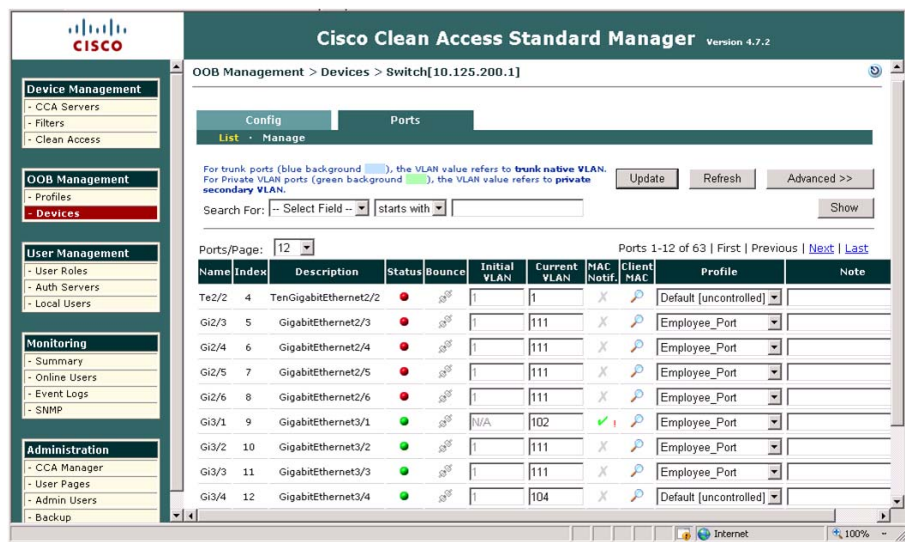 CISCO
Cisco Clean Access Standard Manager Version 4.7.2
Device Management
- CCA Servers
- Filters
- Clean Access
OOB Management
- Profiles
- Devices
User Management
- User Roles
- Auth Servers
- Local Users
Monitoring
- Summary
- Online Users
- Event Logs
- SNMP
Administration
- CCA Manager
- User Pages
- Admin Users
- Backup
OOB Management > Devices > Switch[10.125.200.1]
Config Ports
List · Manage
For trunk ports (blue background ), the VLAN value refers to trunk native VLAN.
For Private VLAN ports (green background ), the VLAN value refers to private
secondary VLAN.
Update Refresh Advanced >>
Search For: -- Select Field -- starts with Show
Ports/Page: 12 Ports 1-12 of 63 | First | Previous | Next | Last
Name Index Description Status Bounce Initial VLAN Current VLAN MAC Notif. Client MAC Profile Note
Te2/2 4 TenGigabitEthernet2/2 1 1 X Default [uncontrolled]
Gi2/3 5 GigabitEthernet2/3 1 111 X Employee_Port
Gi2/4 6 GigabitEthernet2/4 1 111 X Employee_Port
Gi2/5 7 GigabitEthernet2/5 1 111 X Employee_Port
Gi2/6 8 GigabitEthernet2/6 1 111 X Employee_Port
Gi3/1 9 GigabitEthernet3/1 N/A 102 ! Employee_Port
Gi3/2 10 GigabitEthernet3/2 1 111 X Employee_Port
Gi3/3 11 GigabitEthernet3/3 1 111 X Employee_Port
Gi3/4 12 GigabitEthernet3/4 1 104 X Default [uncontrolled]
Internet 100%